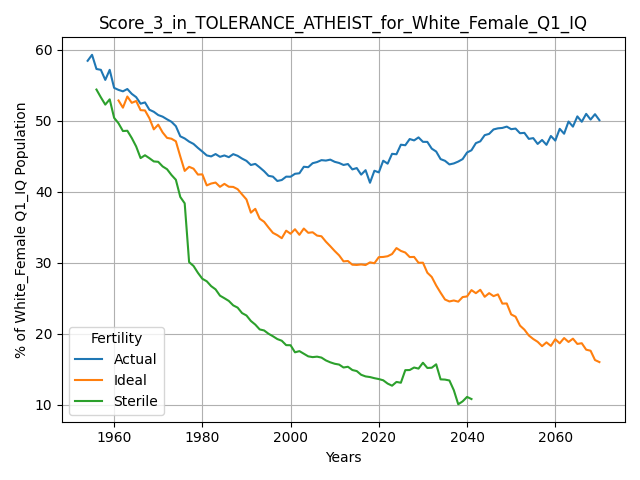 Score_3_in_TOLERANCE_ATHEIST_for_White_Female_Q1_IQ
% of White_Female Q1_IQ Population
60
50
40
30
20
10
Fertility
Actual
Ideal
Sterile
1960
1980
2000
2020
2040
2060
Years